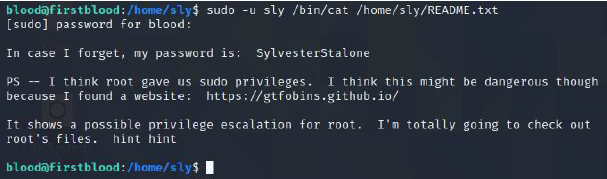 blood@firstblood:/home/sly$ sudo -u sly /bin/cat /home/sly/README.txt
[sudo] password for blood:
In case I forget, my password is:  SylvesterStalone
PS -- I think root gave us sudo privileges.  I think this might be dangerous though
because I found a website:  https://gtfobins.github.io/
It shows a possible privilege escalation for root.  I'm totally going to check out
root's files.  hint hint
blood@firstblood:/home/sly$